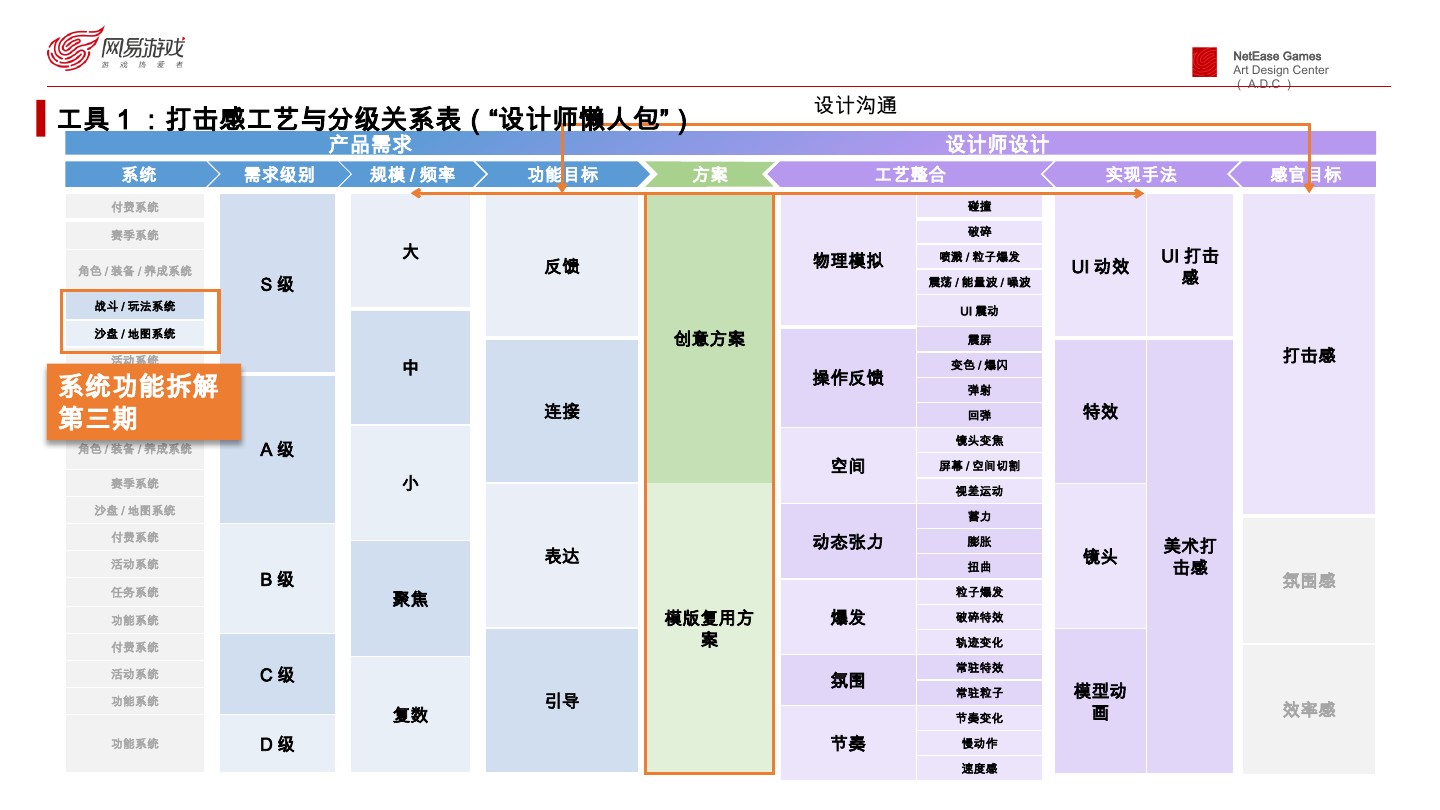 网易游戏
游 戏 热 爱 者
NetEase Games
Art Design Center
( A.D.C )
工具 1 ：打击感工艺与分级关系表（“设计师懒人包”）
设计沟通
产品需求
设计师设计
系统
需求级别
规模 / 频率
功能目标
方案
工艺整合
实现手法
感官目标
付费系统
赛季系统
角色 / 装备 / 养成系统
战斗 / 玩法系统
沙盘 / 地图系统
活动系统
系统功能拆解
第三期
角色 / 装备 / 养成系统
赛季系统
沙盘 / 地图系统
付费系统
活动系统
任务系统
功能系统
付费系统
活动系统
功能系统
功能系统
S 级
A 级
B 级
C 级
D 级
大
中
小
聚焦
复数
反馈
连接
表达
引导
创意方案
模版复用方
案
物理模拟
操作反馈
空间
动态张力
爆发
氛围
节奏
碰撞
破碎
喷溅 / 粒子爆发
震荡 / 能量波 / 噪波
UI 震动
震屏
变色 / 爆闪
弹射
回弹
镜头变焦
屏幕 / 空间切割
视差运动
蓄力
膨胀
扭曲
粒子爆发
破碎特效
轨迹变化
常驻特效
常驻粒子
节奏变化
慢动作
速度感
UI 动效
特效
镜头
模型动
画
UI 打击
感
美术打
击感
打击感
氛围感
效率感